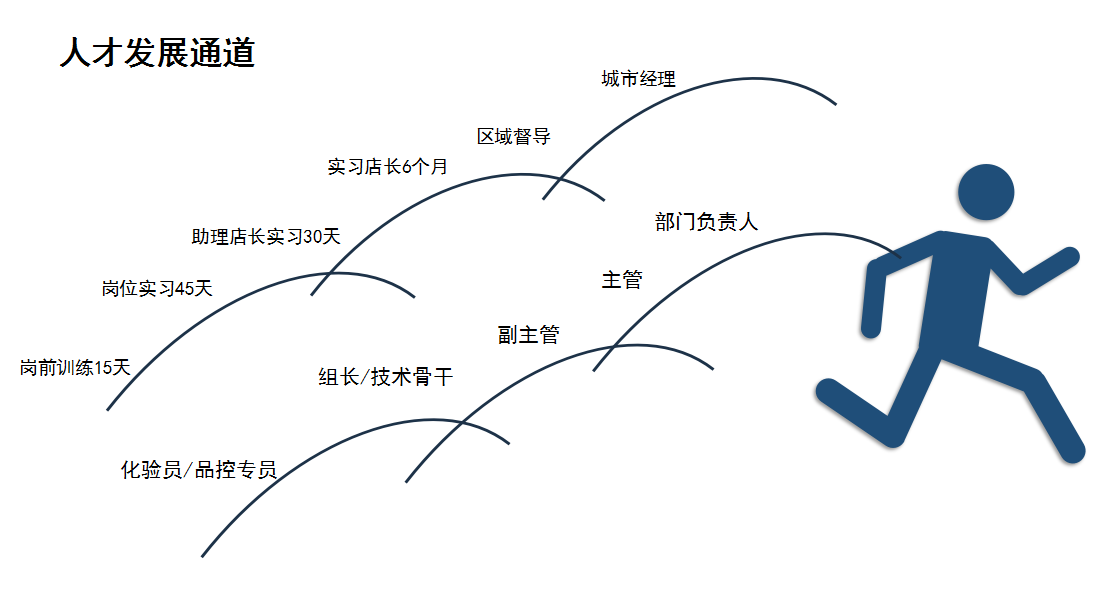 人才发展通道
城市经理
区域督导
实习店长6个月
助理店长实习30天
岗位实习45天
岗前训练15天
部门负责人
主管
副主管
组长/技术骨干
化验员/品控专员